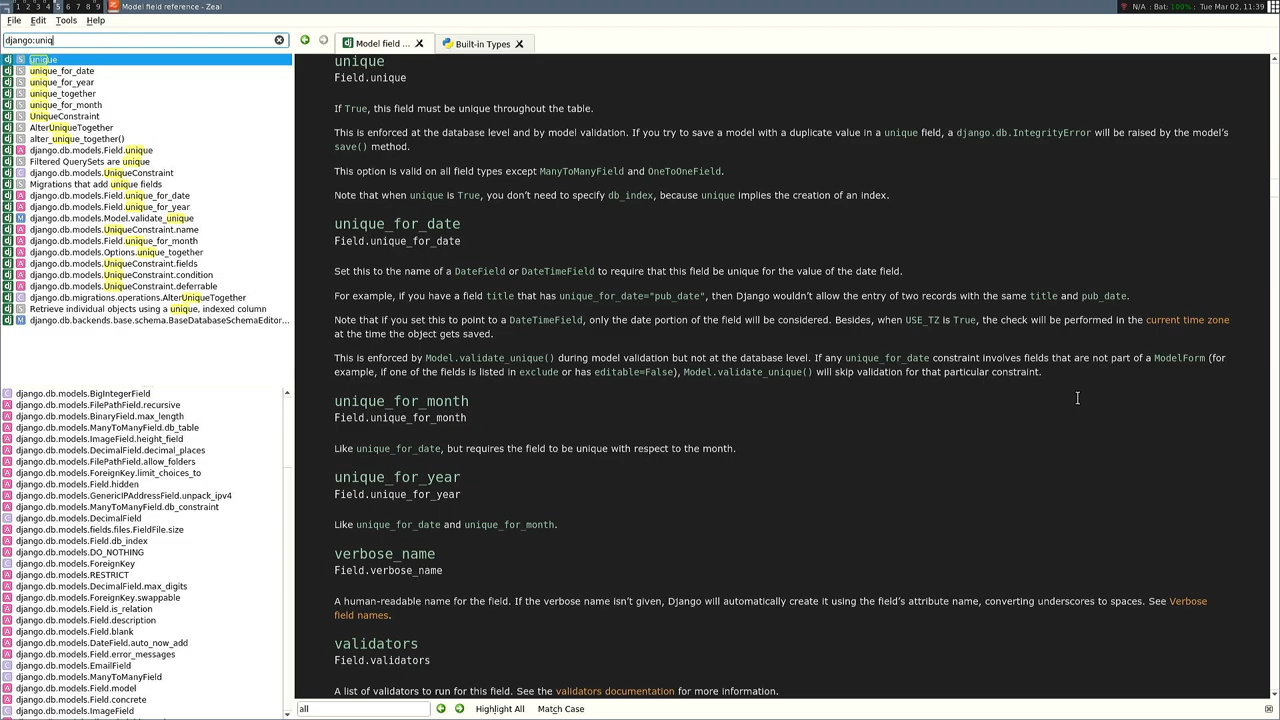 1 2 3 4 5 6 7 8 9 Model field reference - Zeal N/A : Bat: 100% : Tue Mar 02, 11:39
File Edit Tools Help
django:uniq
Model field ...
Built-in Types
unique
unique_for_date
unique_for_year
unique_together
unique_for_month
UniqueConstraint
AlterUniqueTogether
alter_unique_together()
django.db.models.Field.unique
Filtered QuerySets are unique
django.db.models.UniqueConstraint
Migrations that add unique fields
django.db.models.Field.unique_for_date
django.db.models.Field.unique_for_year
django.db.models.Model.validate_unique
django.db.models.UniqueConstraint.name
django.db.models.Field.unique_for_month
django.db.models.Options.unique_together
django.db.models.UniqueConstraint.fields
django.db.models.UniqueConstraint.condition
django.db.models.UniqueConstraint.deferrable
django.db.migrations.operations.AlterUniqueTogether
Retrieve individual objects using a unique, indexed column
django.db.backends.base.schema.BaseDatabaseSchemaEditor...
django.db.models.BigIntegerField
django.db.models.FilePathField.recursive
django.db.models.BinaryField.max_length
django.db.models.ManyToManyField.db_table
django.db.models.ImageField.height_field
django.db.models.DecimalField.decimal_places
django.db.models.FilePathField.allow_folders
django.db.models.ForeignKey.limit_choices_to
django.db.models.Field.hidden
django.db.models.GenericIPAddressField.unpack_ipv4
django.db.models.ManyToManyField.db_constraint
django.db.models.DecimalField
django.db.models.fields.files.FieldFile.size
django.db.models.Field.db_index
django.db.models.DO_NOTHING
django.db.models.ForeignKey
django.db.models.RESTRICT
django.db.models.DecimalField.max_digits
django.db.models.ForeignKey.swappable
django.db.models.Field.is_relation
django.db.models.Field.description
django.db.models.Field.blank
django.db.models.DateField.auto_now_add
django.db.models.Field.error_messages
django.db.models.EmailField
django.db.models.ManyToManyField
django.db.models.Field.model
django.db.models.Field.concrete
django.db.models.ImageField
unique
Field.unique
If True, this field must be unique throughout the table.
This is enforced at the database level and by model validation. If you try to save a model with a duplicate value in a unique field, a django.db.IntegrityError will be raised by the model's
save() method.
This option is valid on all field types except ManyToManyField and OneToOneField.
Note that when unique is True, you don't need to specify db_index, because unique implies the creation of an index.
unique_for_date
Field.unique_for_date
Set this to the name of a DateField or DateTimeField to require that this field be unique for the value of the date field.
For example, if you have a field title that has unique_for_date="pub_date", then Django wouldn't allow the entry of two records with the same title and pub_date.
Note that if you set this to point to a DateTimeField, only the date portion of the field will be considered. Besides, when USE_TZ is True, the check will be performed in the current time zone
at the time the object gets saved.
This is enforced by Model.validate_unique() during model validation but not at the database level. If any unique_for_date constraint involves fields that are not part of a ModelForm (for
example, if one of the fields is listed in exclude or has editable=False), Model.validate_unique() will skip validation for that particular constraint.
unique_for_month
Field.unique_for_month
Like unique_for_date, but requires the field to be unique with respect to the month.
unique_for_year
Field.unique_for_year
Like unique_for_date and unique_for_month.
verbose_name
Field.verbose_name
A human-readable name for the field. If the verbose name isn't given, Django will automatically create it using the field's attribute name, converting underscores to spaces. See Verbose
field names.
validators
Field.validators
A list of validators to run for this field. See the validators documentation for more information.
all Highlight All Match Case